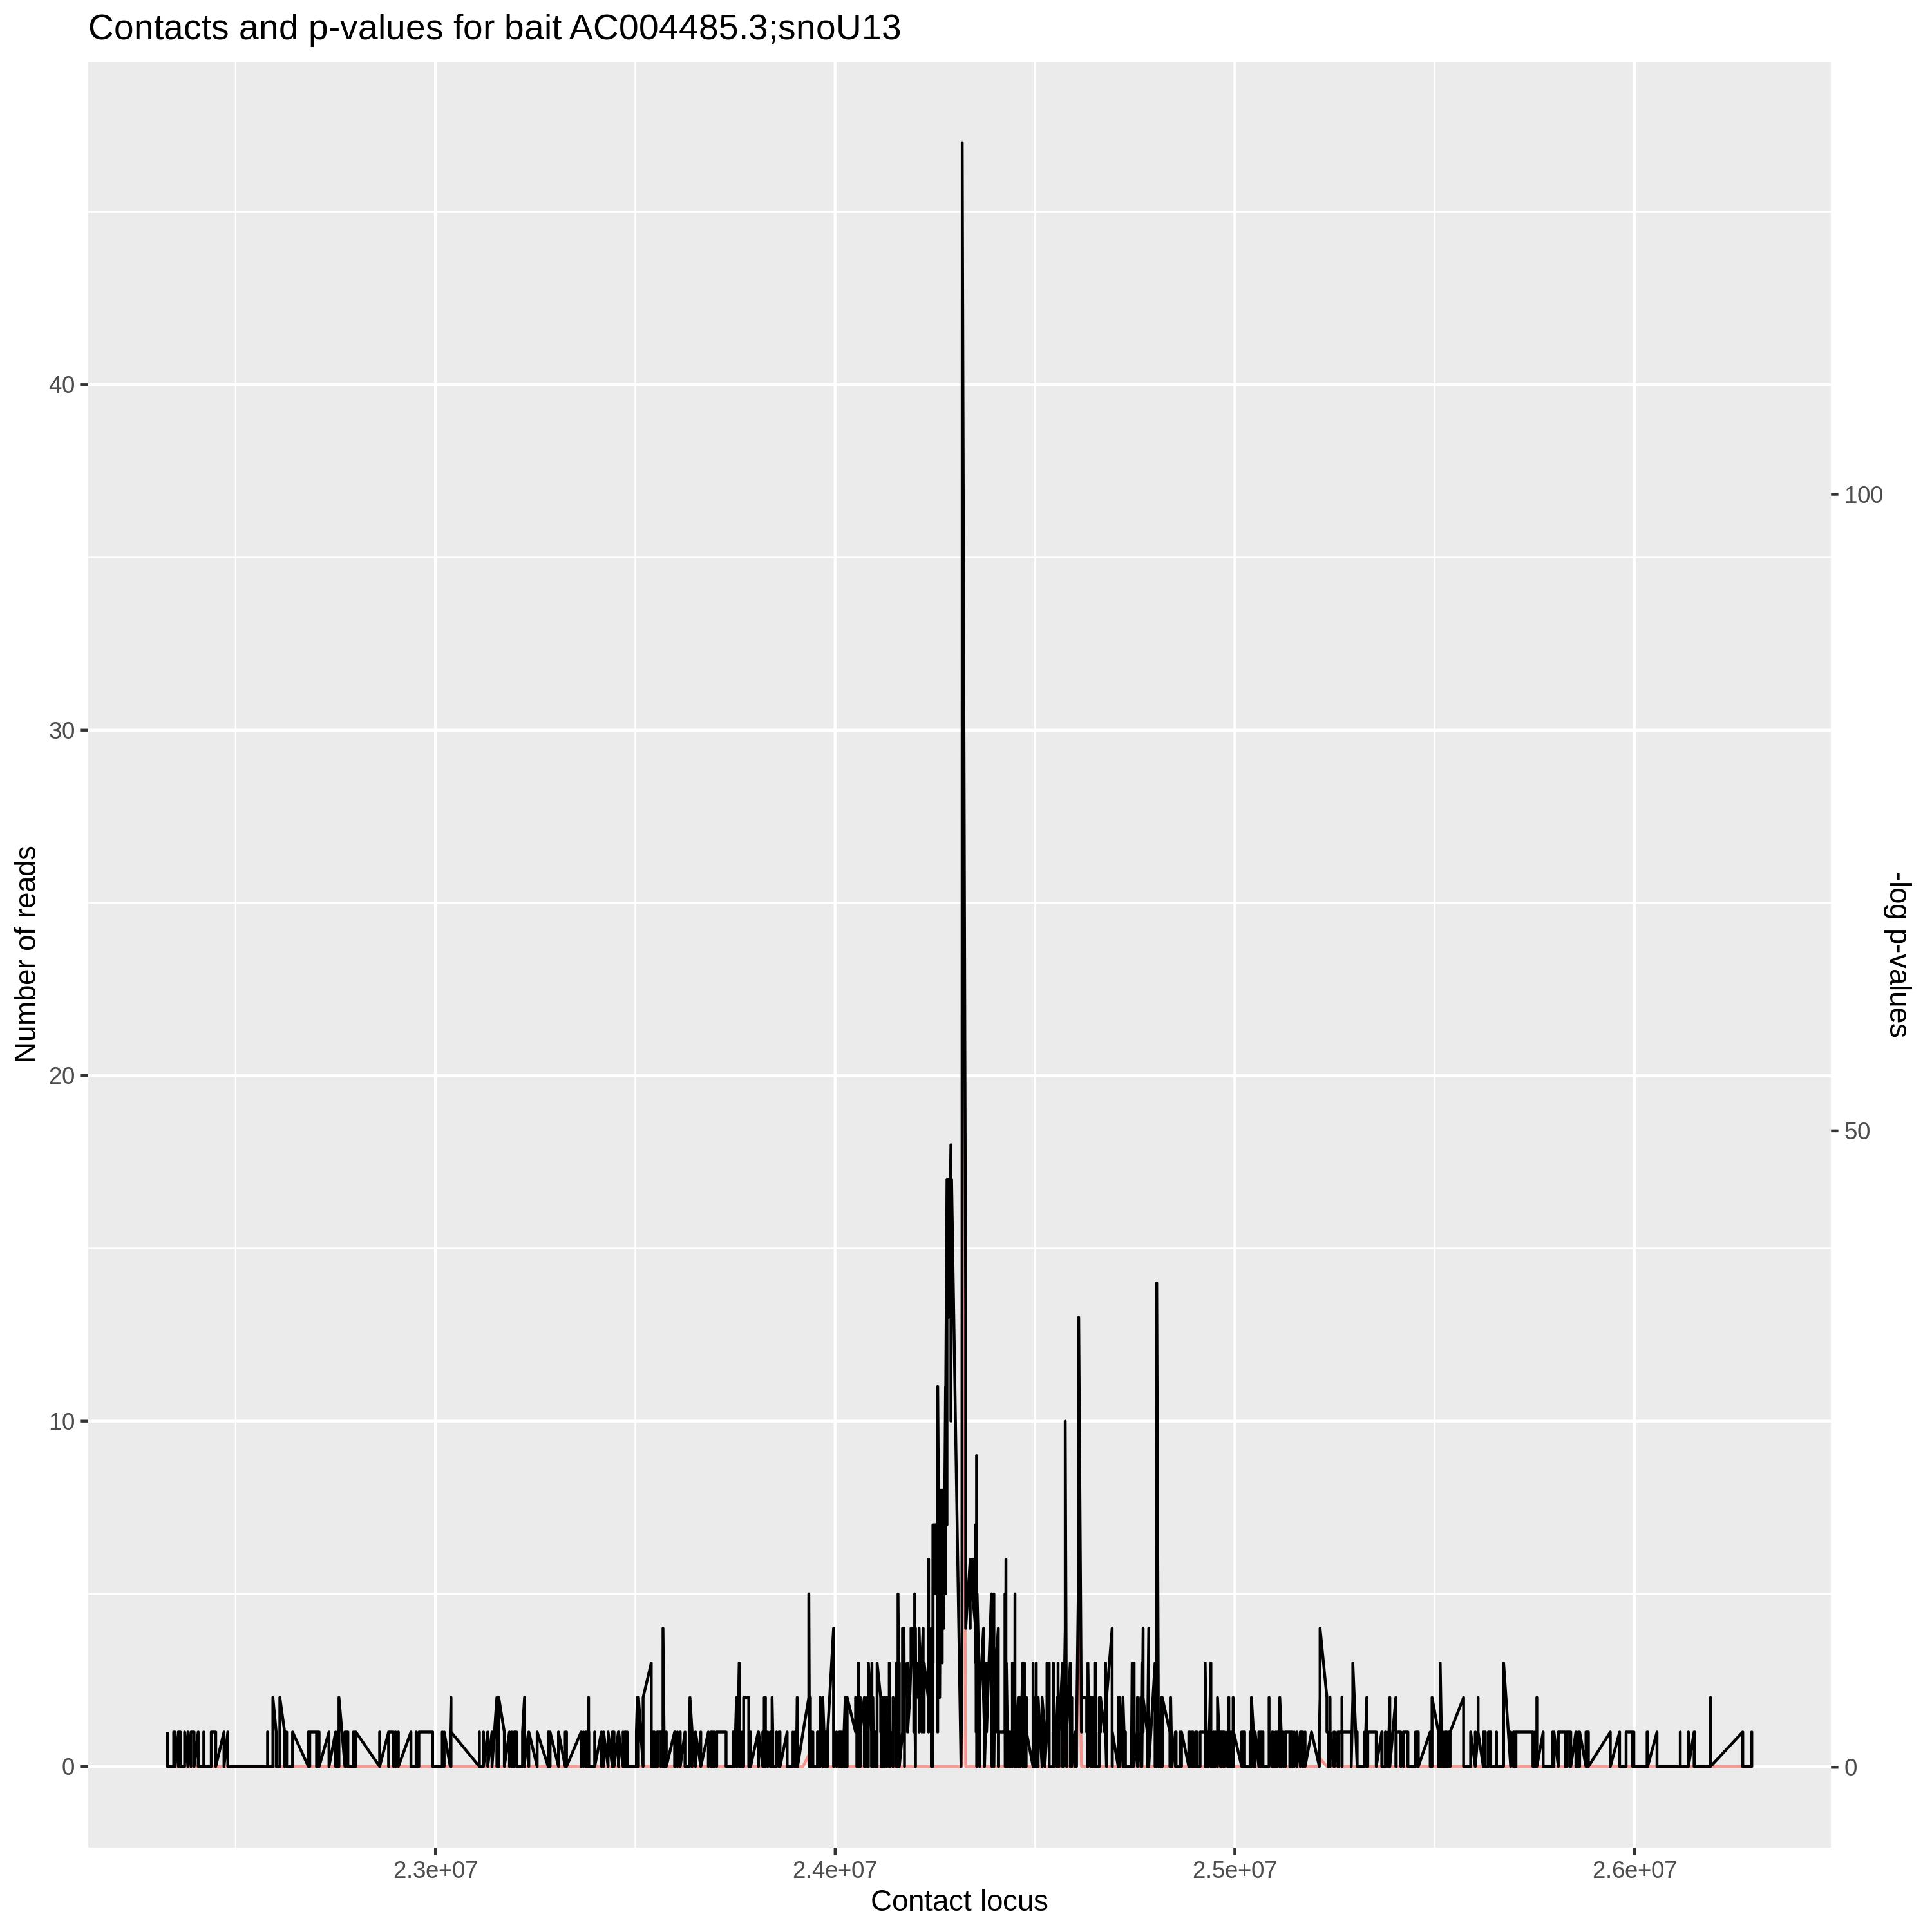 Contacts and p-values for bait AC004485.3;snoU13
40
30
20
10
0
Number of reads
100
50
0
-log p-values
2.3e+07 2.4e+07 2.5e+07 2.6e+07
Contact locus